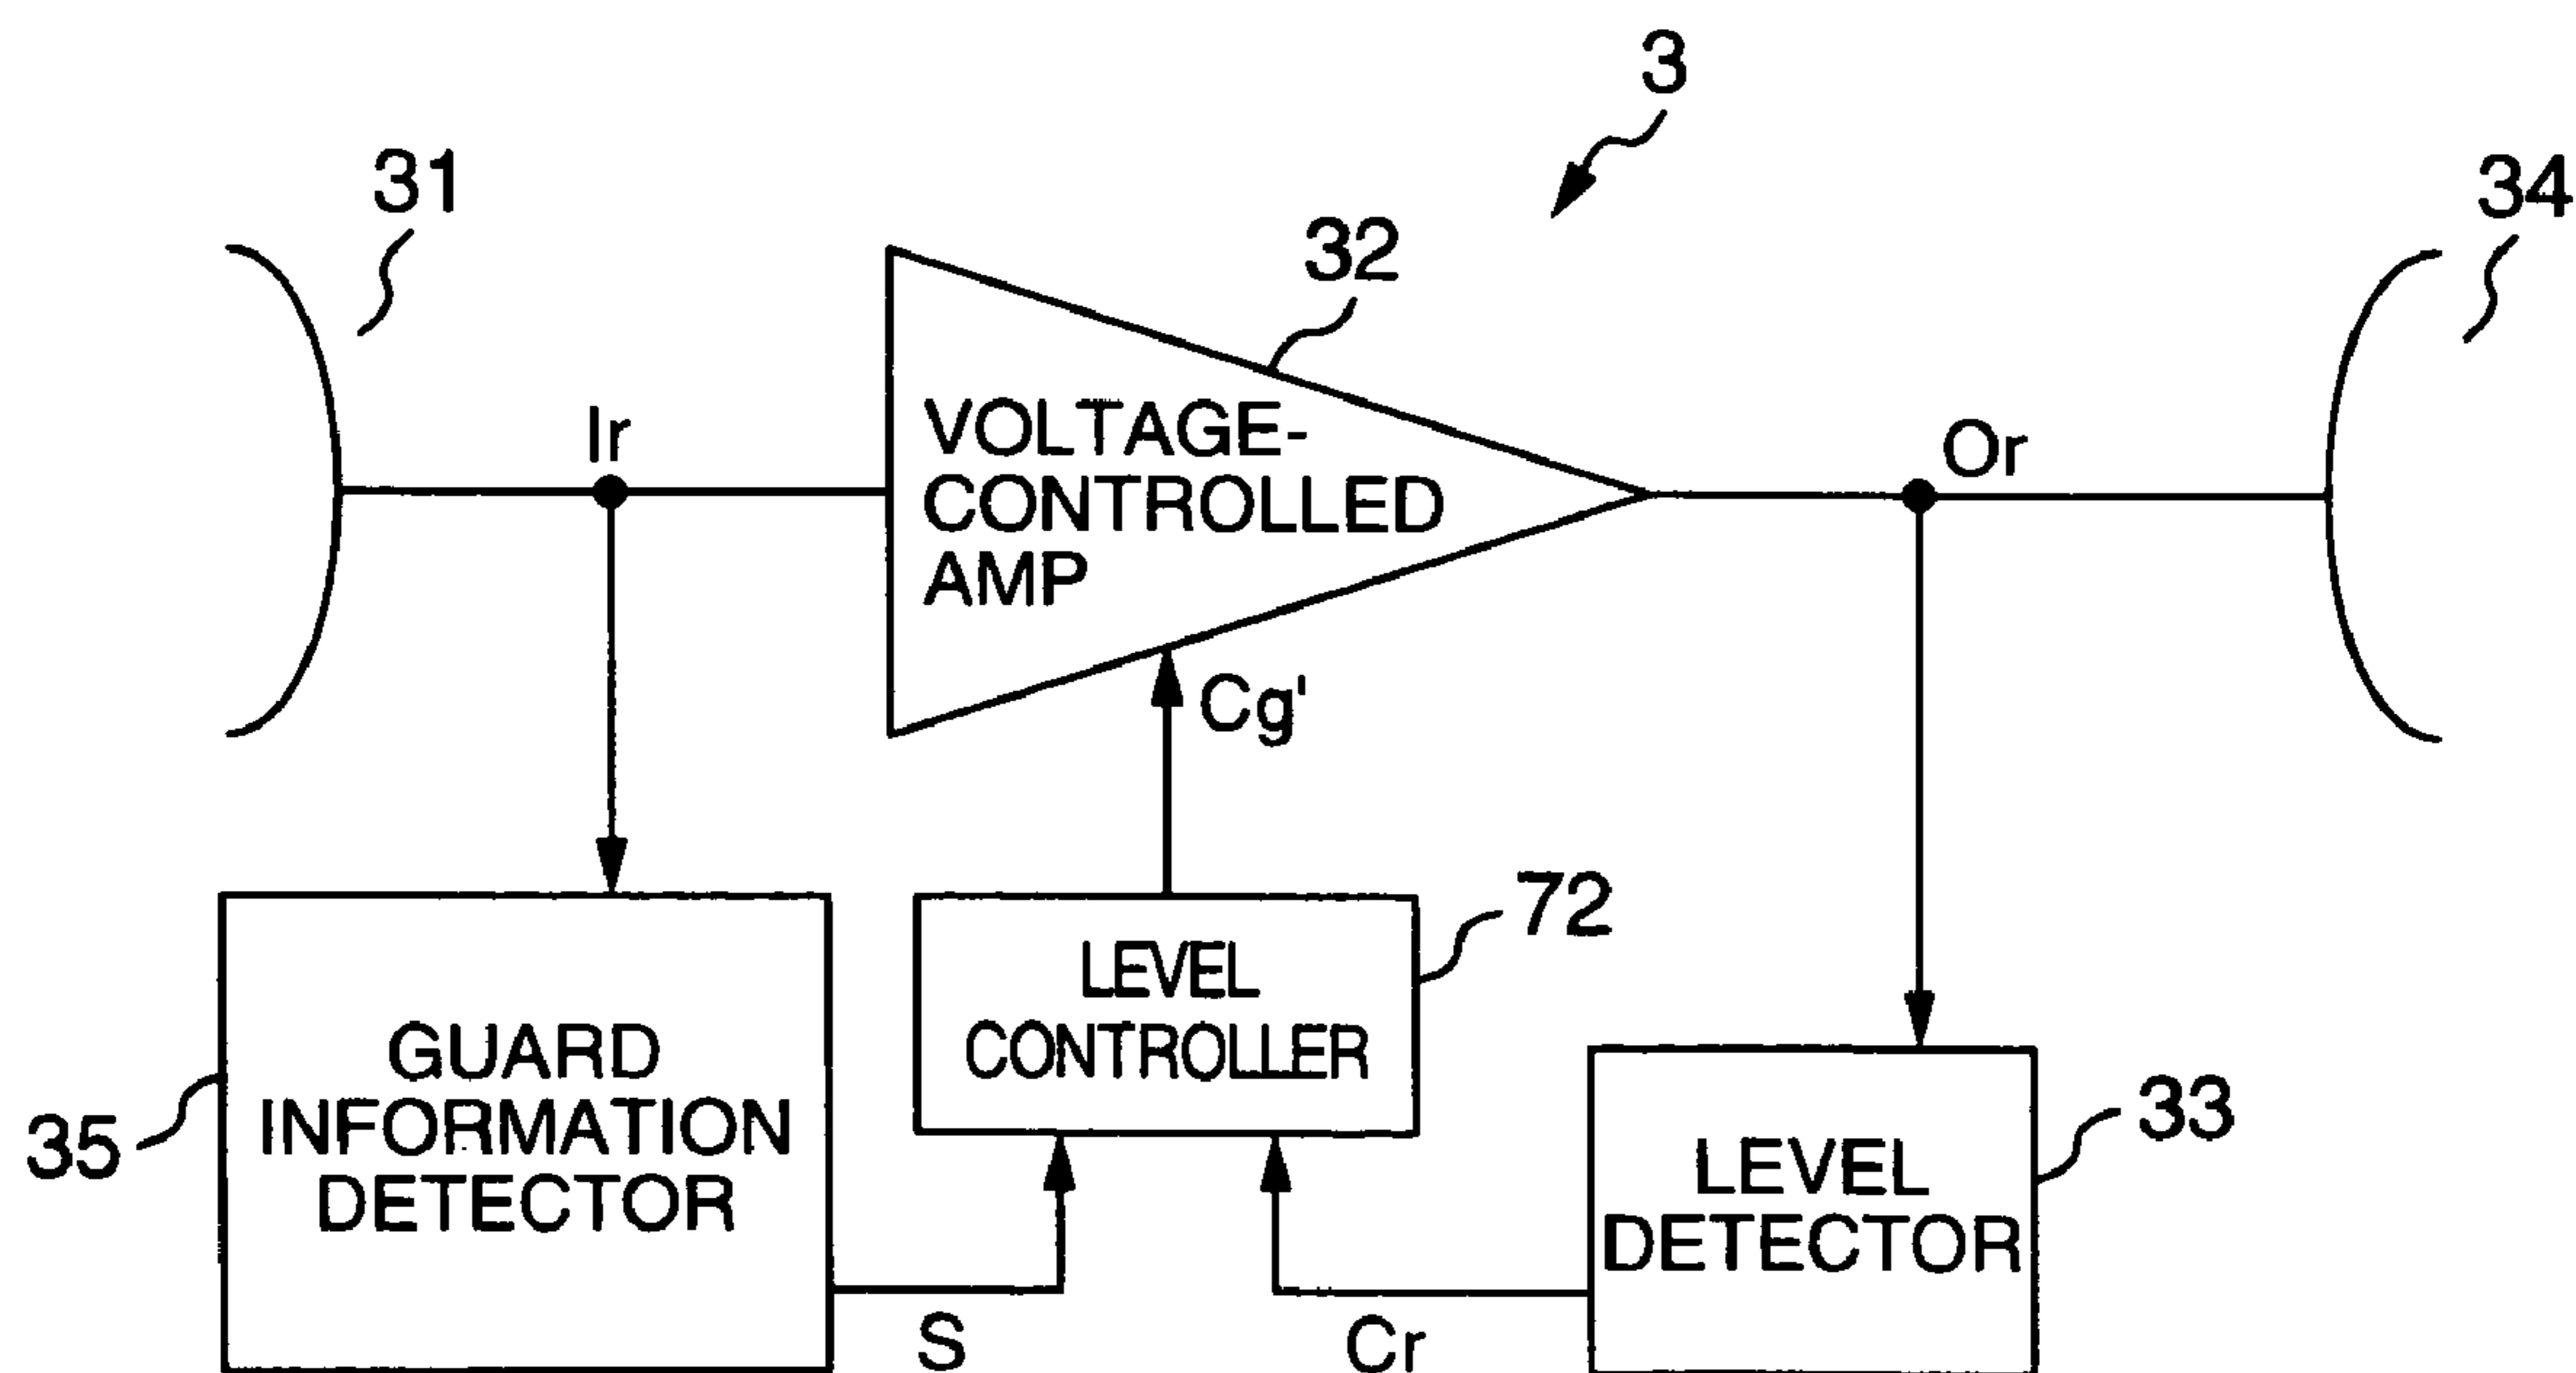 3
31
34
32
Ir
VOLTAGE-
CONTROLLED
AMP
Or
Cg'
72
LEVEL
CONTROLLER
35
GUARD
INFORMATION
DETECTOR
33
LEVEL
DETECTOR
S
Cr